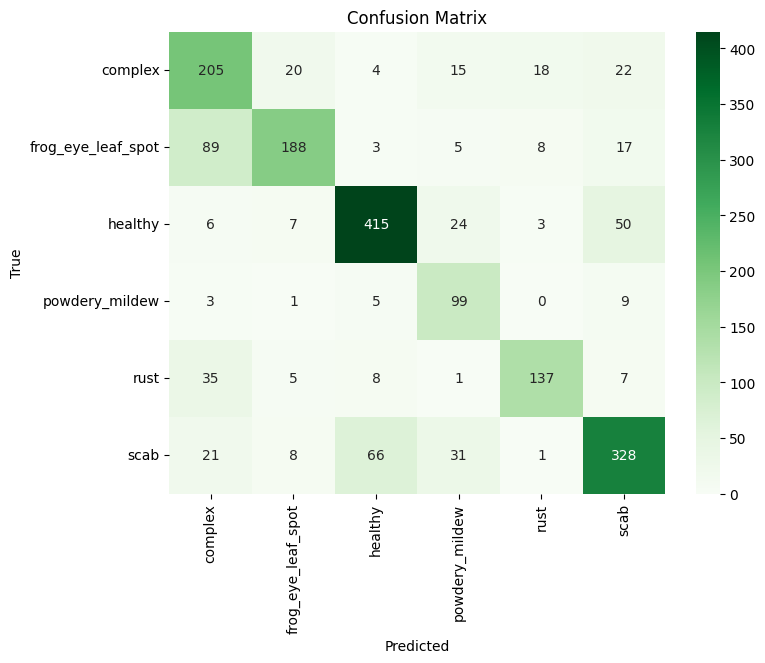 Confusion Matrix
True
complex 205 20 4 15 18 22
frog_eye_leaf_spot 89 188 3 5 8 17
healthy 6 7 415 24 3 50
powdery_mildew 3 1 5 99 0 9
rust 35 5 8 1 137 7
scab 21 8 66 31 1 328
complex
frog_eye_leaf_spot
healthy
powdery_mildew
rust
scab
Predicted
400
350
300
250
200
150
100
50
0